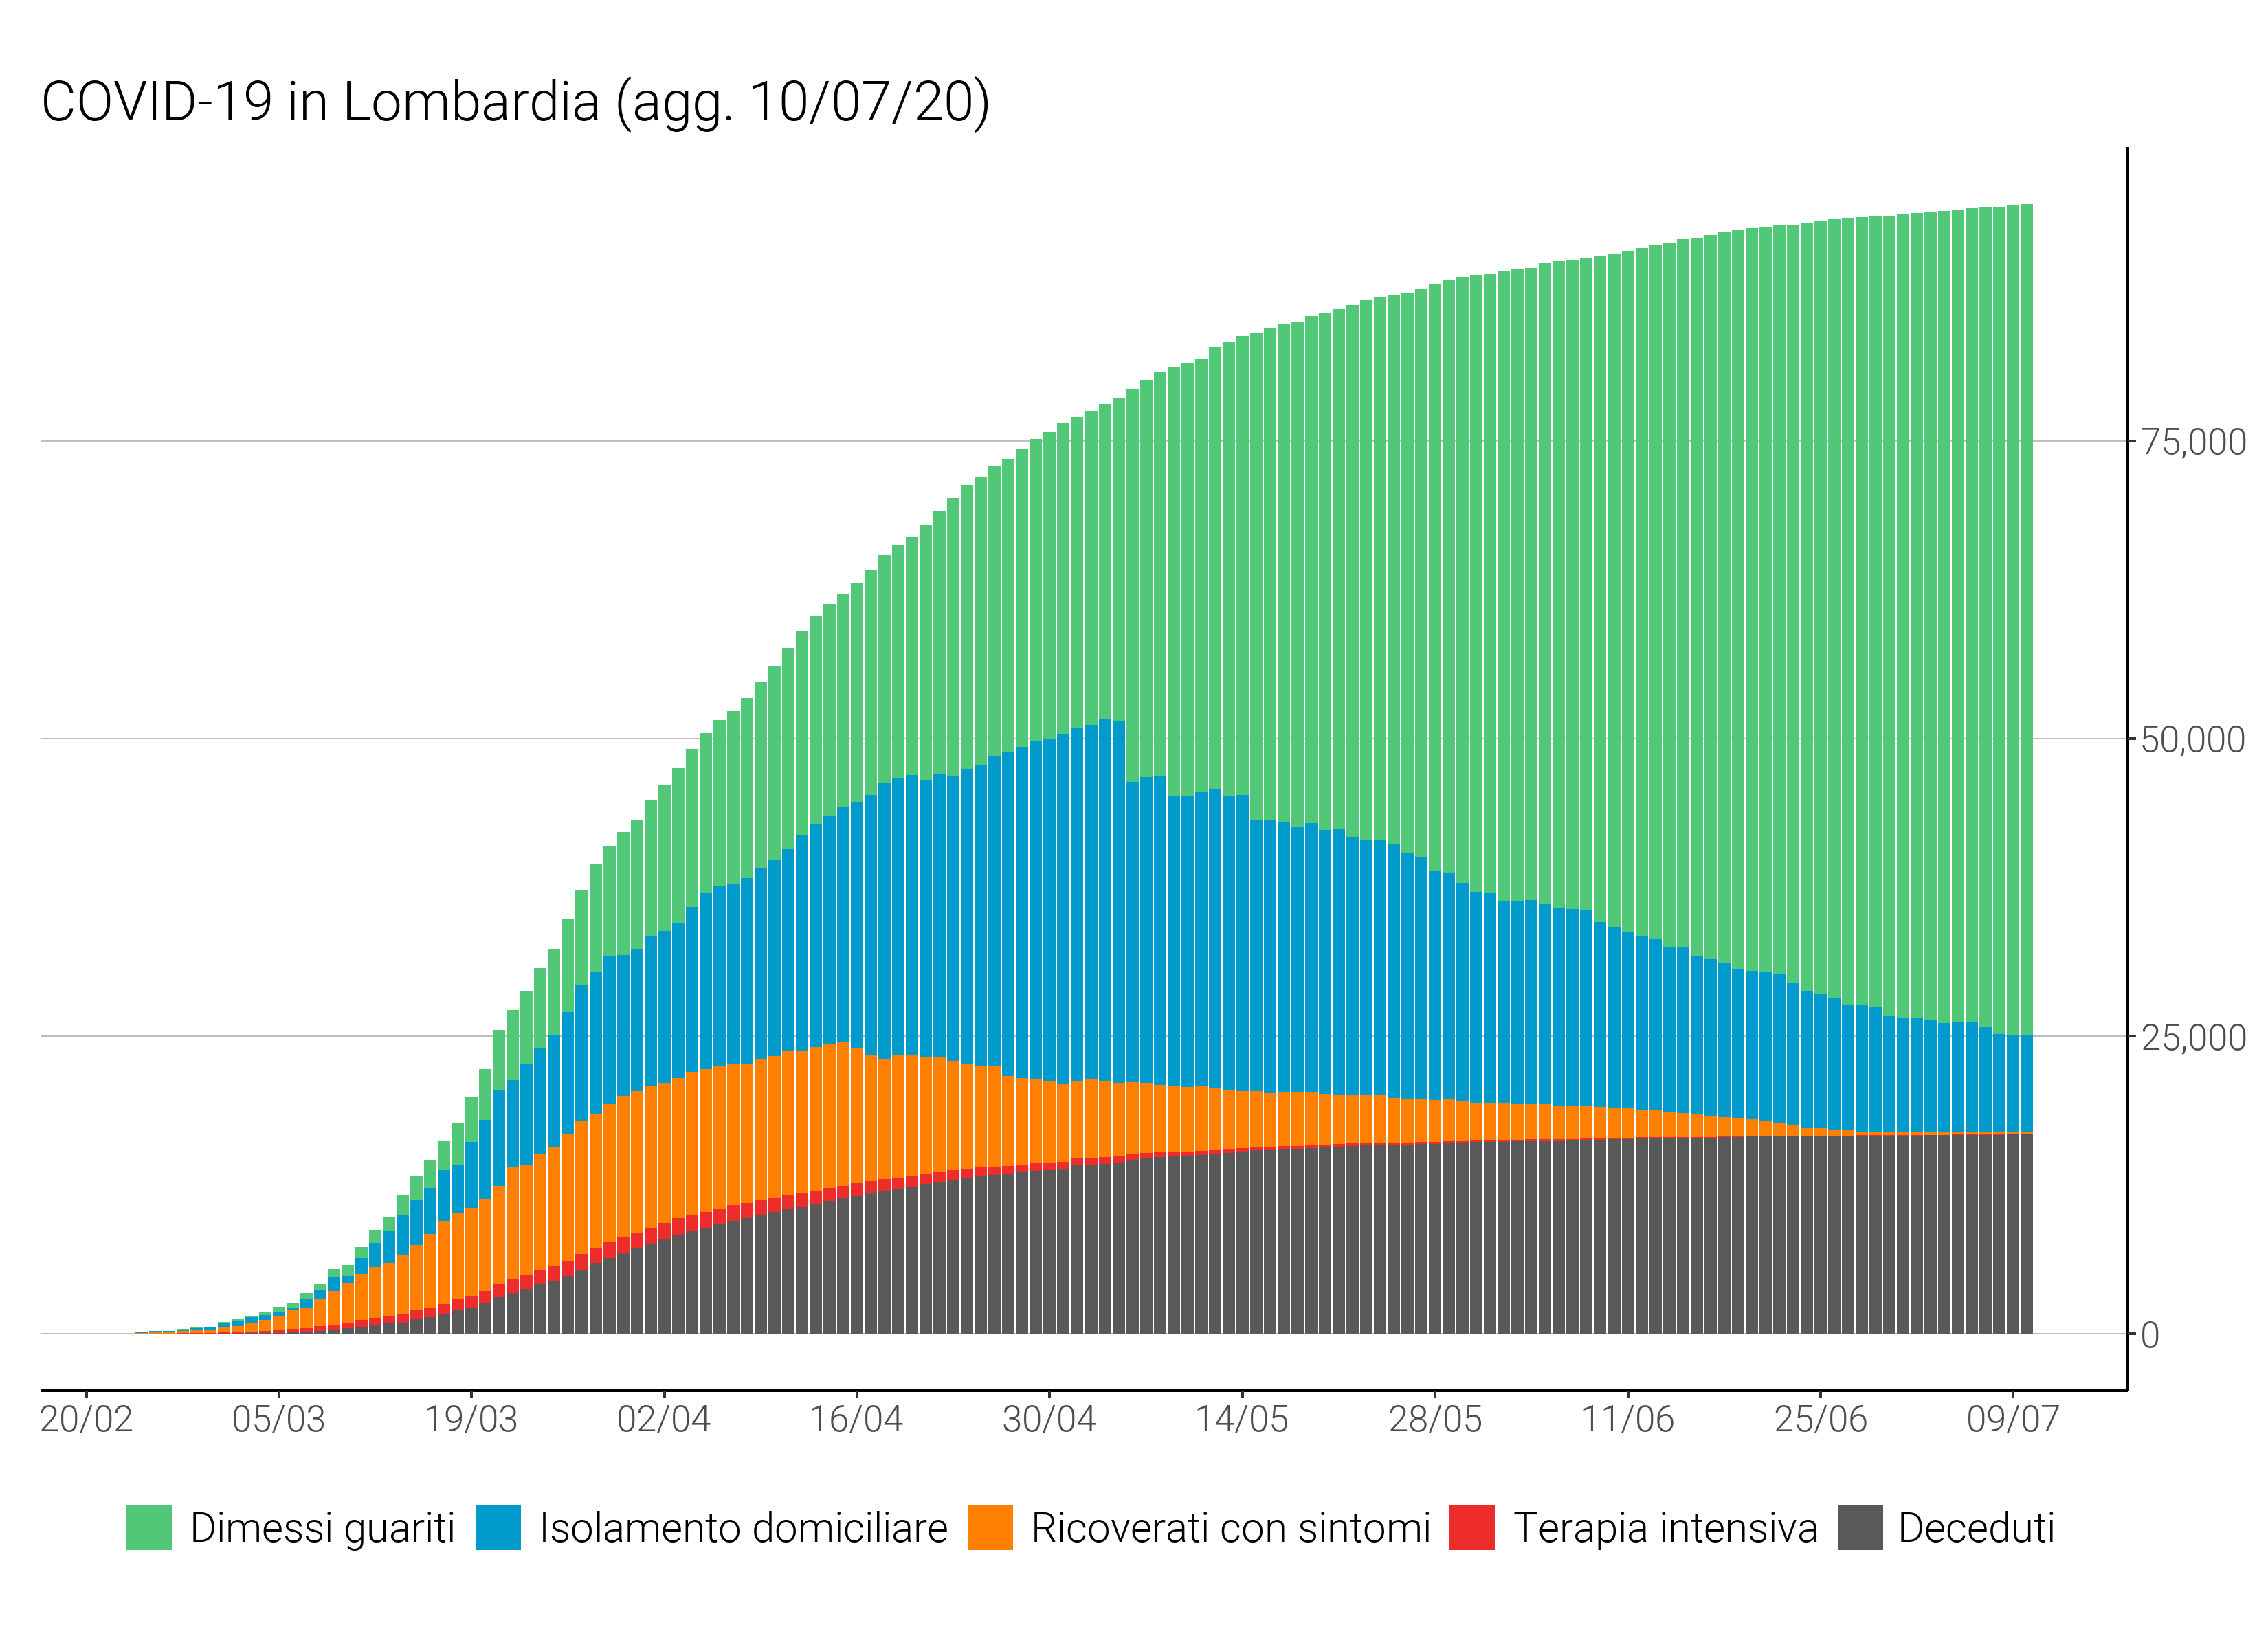 COVID-19 in Lombardia (agg. 10/07/20)
75,000
50,000
25,000
0
20/02 05/03 19/03 02/04 16/04 30/04 14/05 28/05 11/06 25/06 09/07
Dimessi guariti Isolamento domiciliare Ricoverati con sintomi Terapia intensiva Deceduti